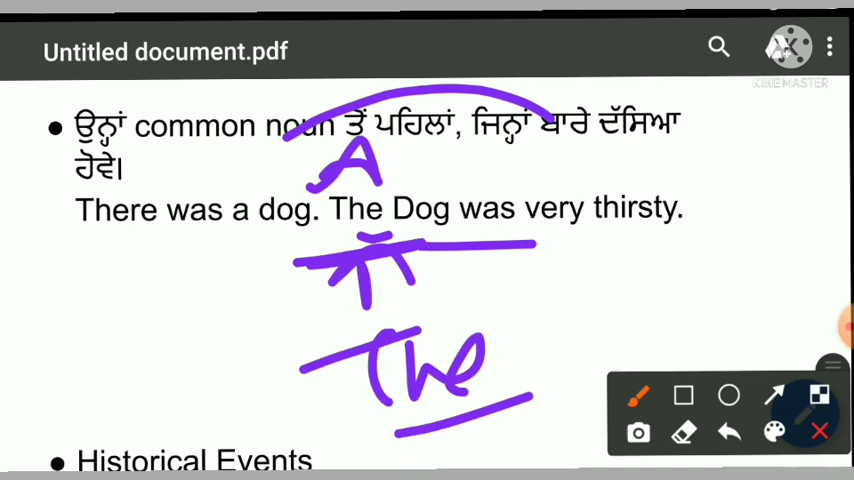 Untitled document.pdf
KINEMASTER
● ਉਨ੍ਹਾਂ common noun ਤੋਂ ਪਹਿਲਾਂ, ਜਿਨ੍ਹਾਂ ਬਾਰੇ ਦੱਸਿਆ
ਹੋਵੇ।
A
There was a dog. The Dog was very thirsty.
The
● Historical Events